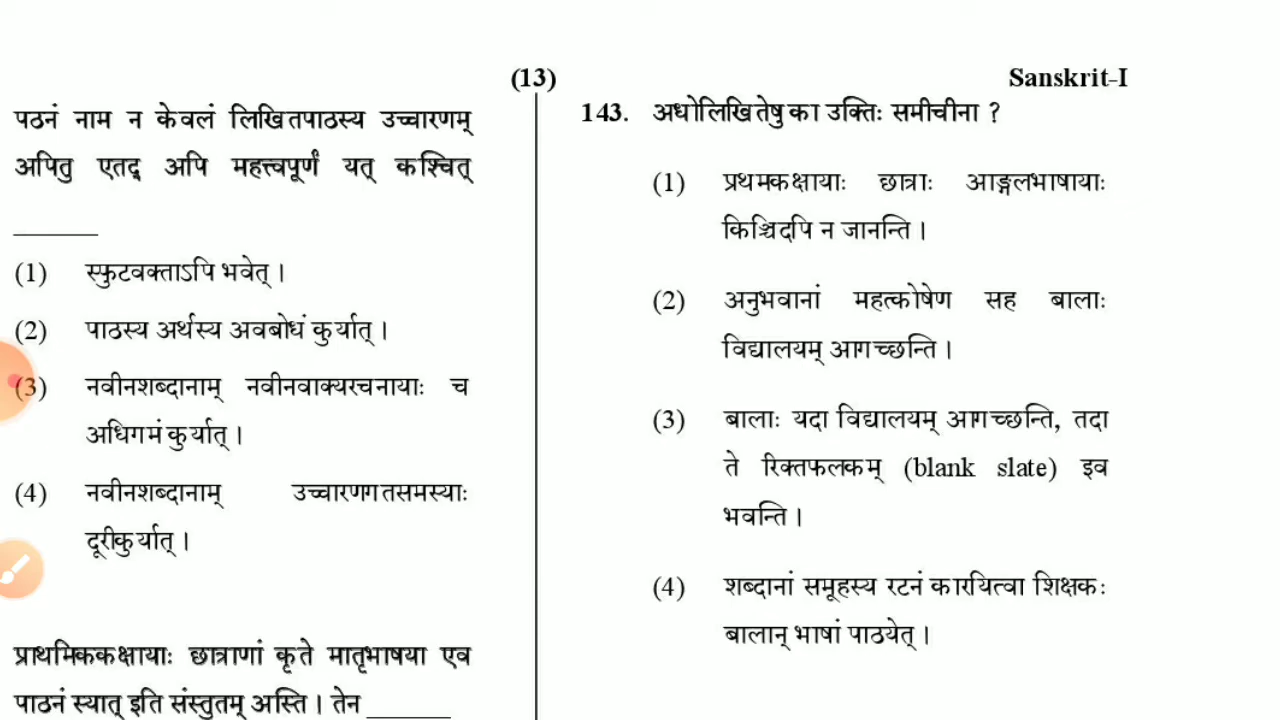 (13)
Sanskrit-I
पठनं नाम न केवलं लिखितपाठस्य उच्चारणम्
अपितु एतद् अपि महत्त्वपूर्णं यत् कश्चित्
______
(1) स्फुटवक्ताऽपि भवेत् ।
(2) पाठस्य अर्थस्य अवबोधं कुर्यात् ।
(3) नवीनशब्दानाम् नवीनवाक्यरचनायाः च
अधिगमं कुर्यात् ।
(4) नवीनशब्दानाम् उच्चारणगतसमस्याः
दूरीकुर्यात् ।
प्राथमिककक्षायाः छात्राणां कृते मातृभाषया एव
पाठनं स्यात् इति संस्तुतम् अस्ति । तेन ______
143. अधोलिखितेषु का उक्तिः समीचीना ?
(1) प्रथमकक्षायाः छात्राः आङ्गलभाषायाः
किञ्चिदपि न जानन्ति ।
(2) अनुभवानां महत्कोषेण सह बालाः
विद्यालयम् आगच्छन्ति ।
(3) बालाः यदा विद्यालयम् आगच्छन्ति, तदा
ते रिक्तफलकम् (blank slate) इव
भवन्ति ।
(4) शब्दानां समूहस्य रटनं कारयित्वा शिक्षकः
बालान् भाषां पाठयेत् ।